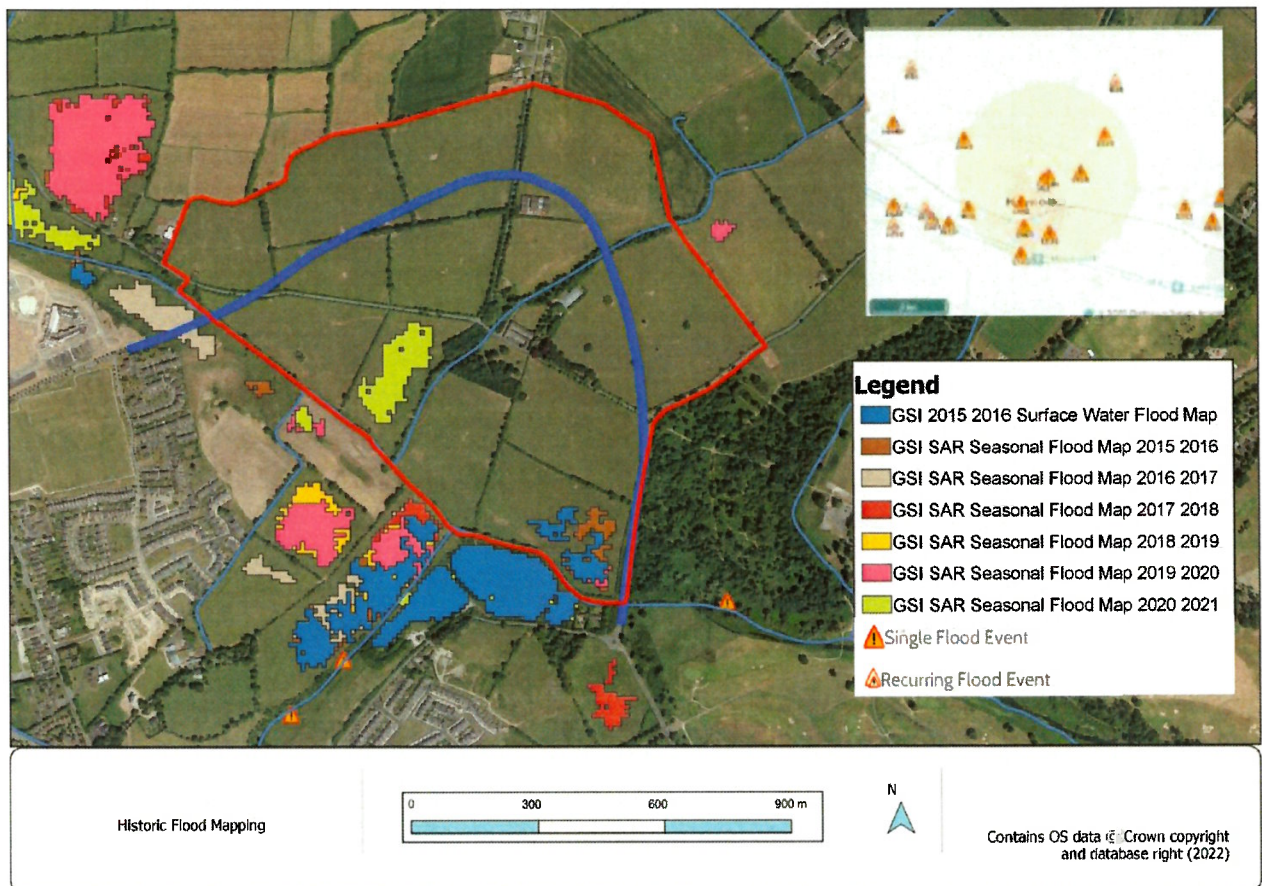 Legend
GSI 2015 2016 Surface Water Flood Map
GSI SAR Seasonal Flood Map 2015 2016
GSI SAR Seasonal Flood Map 2016 2017
GSI SAR Seasonal Flood Map 2017 2018
GSI SAR Seasonal Flood Map 2018 2019
GSI SAR Seasonal Flood Map 2019 2020
GSI SAR Seasonal Flood Map 2020 2021
Single Flood Event
Recurring Flood Event
Historic Flood Mapping
0 300 600 900 m
N
Contains OS data © Crown copyright
and database right (2022)